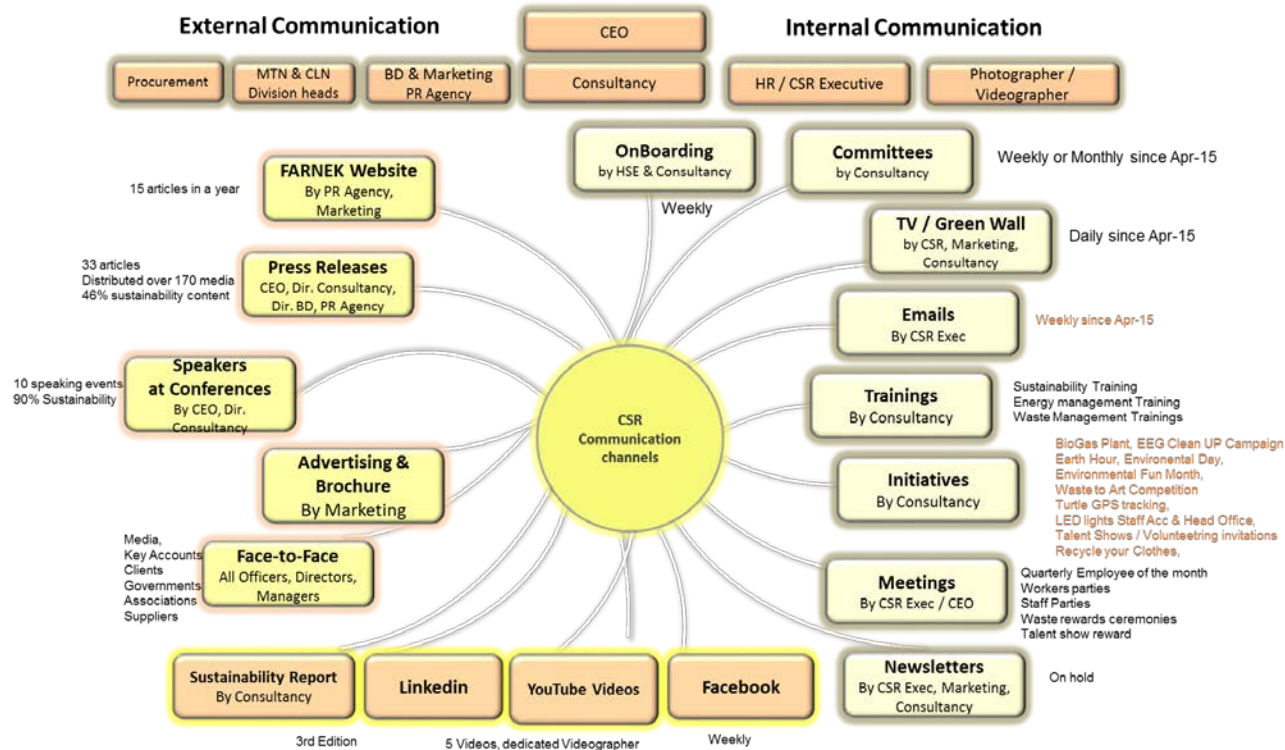 External Communication
CEO
Internal Communication
Procurement
MTN & CLN
Division heads
BD & Marketing
PR Agency
Consultancy
HR / CSR Executive
Photographer /
Videographer
FARNEK Website
By PR Agency,
Marketing
15 articles in a year
OnBoarding
by HSE & Consultancy
Weekly
Committees
by Consultancy
Weekly or Monthly since Apr-15
TV / Green Wall
by CSR, Marketing,
Consultancy
Daily since Apr-15
33 articles
Distributed over 170 media
46% sustainability content
Press Releases
CEO, Dir. Consultancy,
Dir. BD, PR Agency
Emails
By CSR Exec
Weekly since Apr-15
10 speaking events
90% Sustainability
Speakers
at Conferences
By CEO, Dir.
Consultancy
CSR
Communication
channels
Trainings
By Consultancy
Sustainability Training
Energy management Training
Waste Management Trainings
Advertising &
Brochure
By Marketing
Initiatives
By Consultancy
BioGas Plant, EEG Clean UP Campaign
Earth Hour, Environental Day,
Environmental Fun Month,
Waste to Art Competition
Turtle GPS tracking,
LED lights Staff Acc & Head Office,
Talent Shows / Volunteetring invitations
Recycle your Clothes,
Media,
Key Accounts
Clients
Governments
Associations
Suppliers
Face-to-Face
All Officers, Directors,
Managers
Meetings
By CSR Exec / CEO
Quarterly Employee of the month
Workers parties
Staff Parties
Waste rewards ceremonies
Talent show reward
Sustainability Report
By Consultancy
3rd Edition
Linkedin
YouTube Videos
5 Videos, dedicated Videographer
Facebook
Weekly
Newsletters
By CSR Exec, Marketing,
Consultancy
On hold